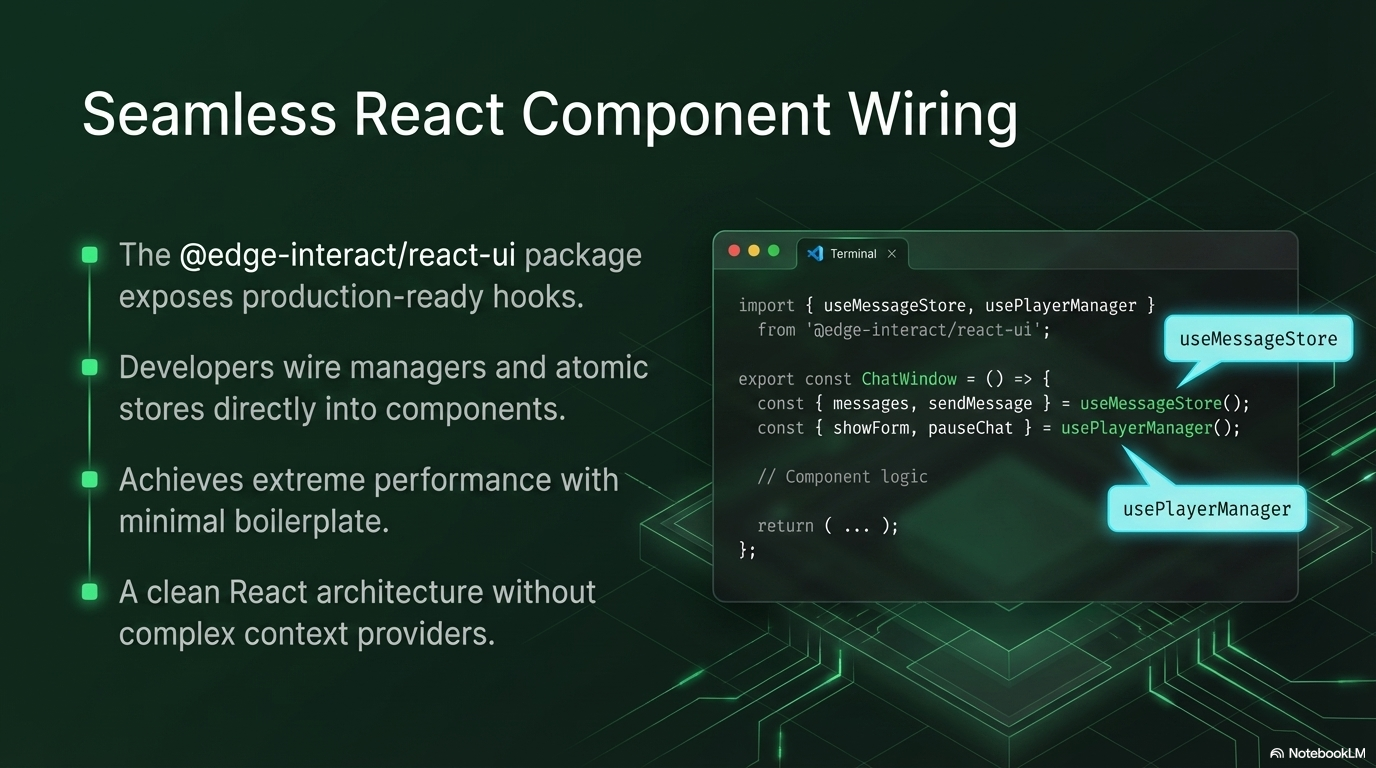 Seamless React Component Wiring
The @edge-interact/react-ui package
exposes production-ready hooks.
Developers wire managers and atomic
stores directly into components.
Achieves extreme performance with
minimal boilerplate.
A clean React architecture without
complex context providers.
Terminal ×
import { useMessageStore, usePlayerManager }
  from '@edge-interact/react-ui';
export const ChatWindow = () => {
  const { messages, sendMessage } = useMessageStore();
  const { showForm, pauseChat } = usePlayerManager();
  // Component logic
  return ( ... );
};
useMessageStore
usePlayerManager
NotebookLM